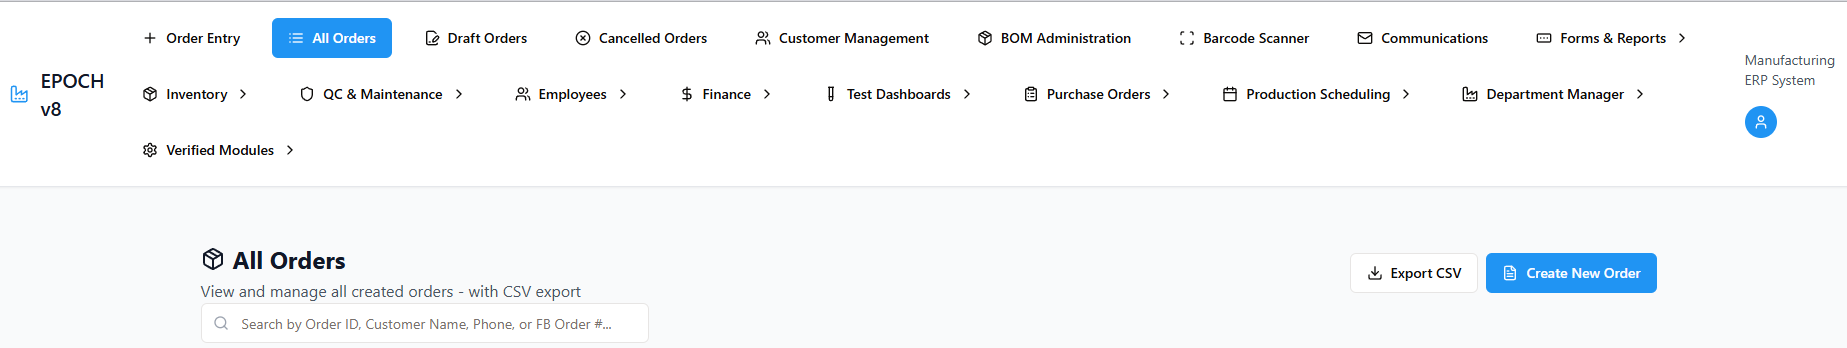 Order Entry All Orders Draft Orders Cancelled Orders Customer Management BOM Administration Barcode Scanner Communications Forms & Reports
EPOCH
v8
Inventory QC & Maintenance Employees Finance Test Dashboards Purchase Orders Production Scheduling Department Manager
Verified Modules
Manufacturing
ERP System
All Orders
View and manage all created orders - with CSV export
Export CSV Create New Order
Search by Order ID, Customer Name, Phone, or FB Order #...